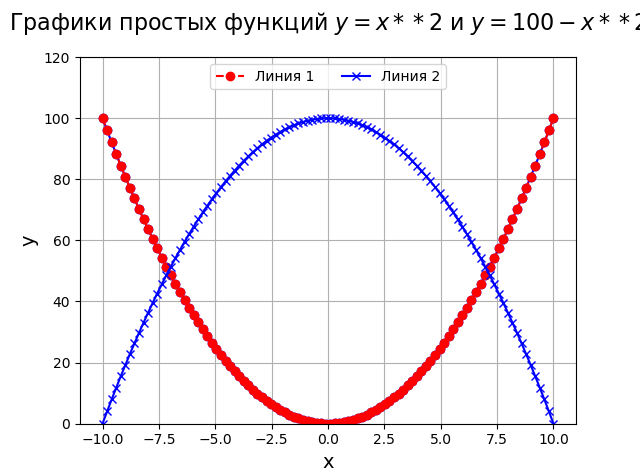 Графики простых функций y = x * *2 и y = 100 − x * *2
120
Линия 1 Линия 2
100
80
60
y
40
20
0
−10.0 −7.5 −5.0 −2.5 0.0 2.5 5.0 7.5 10.0
x